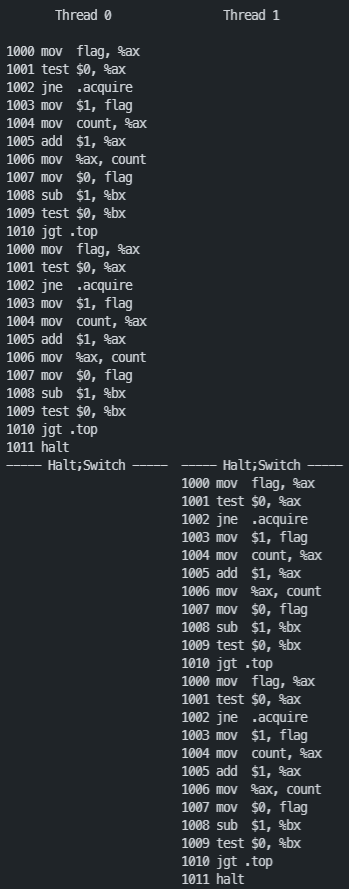 Thread 0                Thread 1
1000 mov  flag, %ax
1001 test $0, %ax
1002 jne  .acquire
1003 mov  $1, flag
1004 mov  count, %ax
1005 add  $1, %ax
1006 mov  %ax, count
1007 mov  $0, flag
1008 sub  $1, %bx
1009 test $0, %bx
1010 jgt .top
1000 mov  flag, %ax
1001 test $0, %ax
1002 jne  .acquire
1003 mov  $1, flag
1004 mov  count, %ax
1005 add  $1, %ax
1006 mov  %ax, count
1007 mov  $0, flag
1008 sub  $1, %bx
1009 test $0, %bx
1010 jgt .top
1011 halt
----- Halt;Switch -----  ----- Halt;Switch -----
1000 mov  flag, %ax
1001 test $0, %ax
1002 jne  .acquire
1003 mov  $1, flag
1004 mov  count, %ax
1005 add  $1, %ax
1006 mov  %ax, count
1007 mov  $0, flag
1008 sub  $1, %bx
1009 test $0, %bx
1010 jgt .top
1000 mov  flag, %ax
1001 test $0, %ax
1002 jne  .acquire
1003 mov  $1, flag
1004 mov  count, %ax
1005 add  $1, %ax
1006 mov  %ax, count
1007 mov  $0, flag
1008 sub  $1, %bx
1009 test $0, %bx
1010 jgt .top
1011 halt